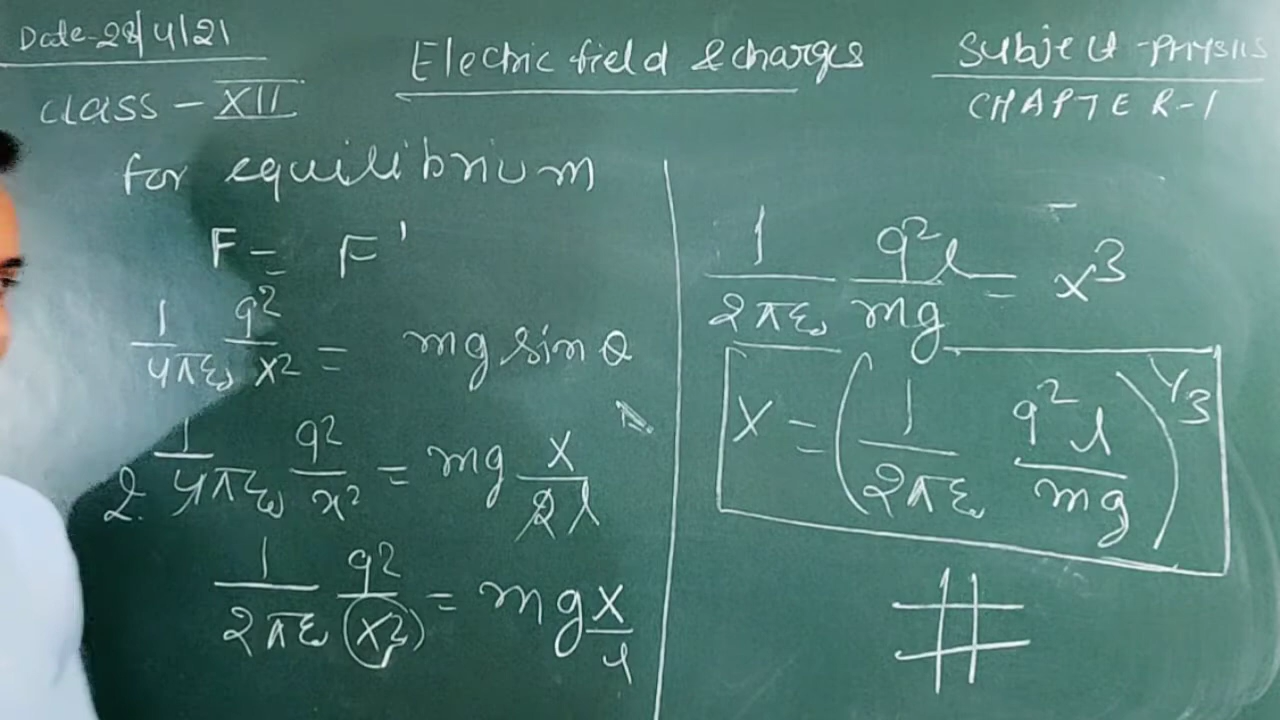 Date-28/4/21
Electric field & charges
Subject-PHYSICS
Class-XII
CHAPTER-1
for equilibrium
F = F'
1/4πε₀ q²/x² = mg sin θ
2. 1/4πε₀ q²/x² = mg x/2l
1/2πε₀ q²/x² = mg x/l
1/2πε₀ q²l/mg = x³
x = (1/2πε₀ q²l/mg)^1/3